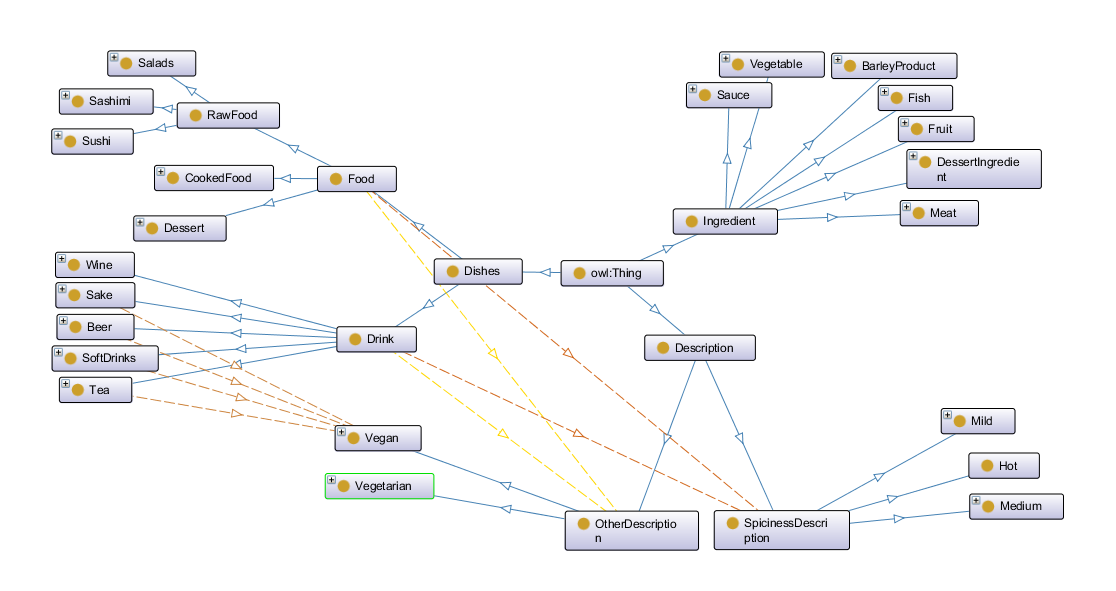 Salads
Vegetable
BarleyProduct
Sashimi
Sauce
Fish
RawFood
Sushi
Fruit
DessertIngredie
nt
CookedFood
Food
Meat
Dessert
Ingredient
Wine
Dishes
owl:Thing
Sake
Beer
Drink
Description
SoftDrinks
Tea
Mild
Vegan
Hot
Vegetarian
Medium
OtherDescriptio
n
SpicinessDescri
ption